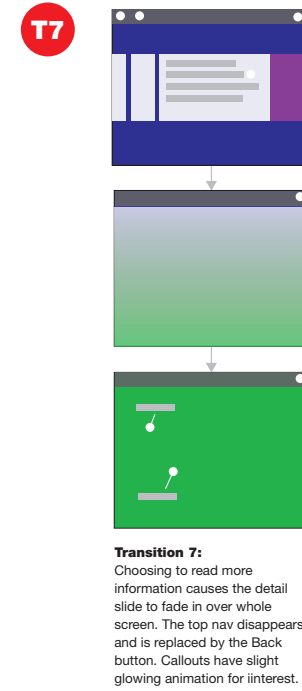 T7
Transition 7:
Choosing to read more
information causes the detail
slide to fade in over whole
screen. The top nav disappears
and is replaced by the Back
button. Callouts have slight
glowing animation for iinterest.